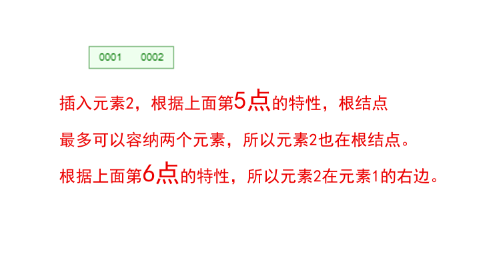 0001 0002
插入元素2，根据上面第5点的特性，根结点
最多可以容纳两个元素，所以元素2也在根结点。
根据上面第6点的特性，所以元素2在元素1的右边。